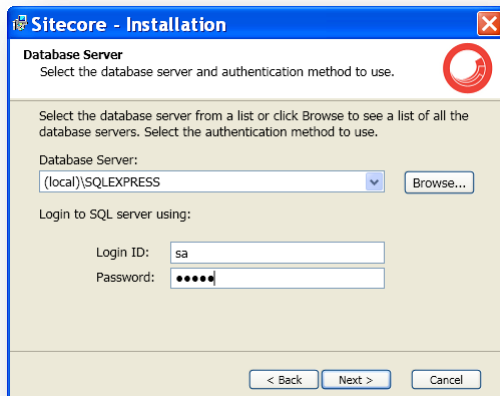 Sitecore - Installation
Database Server
Select the database server and authentication method to use.
Select the database server from a list or click Browse to see a list of all the
database servers. Select the authentication method to use.
Database Server:
(local)\SQLEXPRESS
Browse...
Login to SQL server using:
Login ID:
sa
Password:
●●●●●
< Back
Next >
Cancel